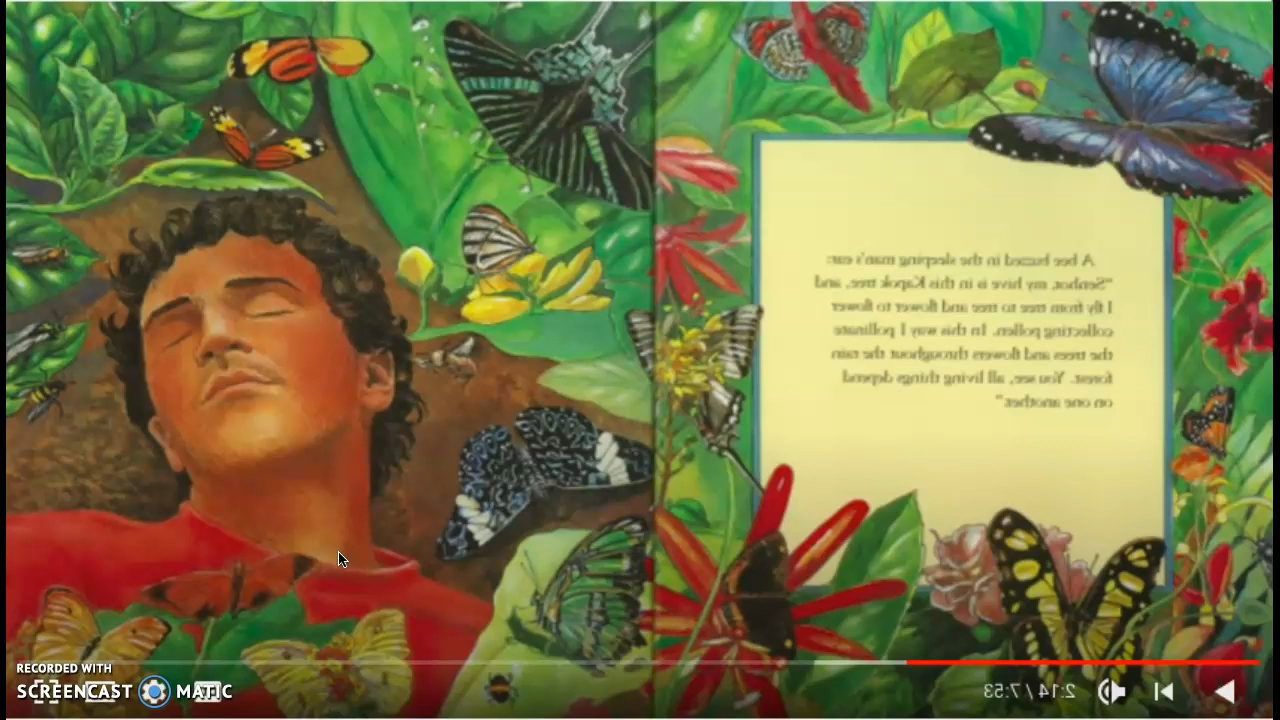 A bee buzzed in the sleeping man's ear:
"Senhor, my hive is in this Kapok tree, and
I fly from tree to tree and flower to flower
collecting pollen. In this way I pollinate
the trees and flowers throughout the rain
forest. You see, all living things depend
on one another."
RECORDED WITH
SCREENCAST MATIC
2:14 / 7:53